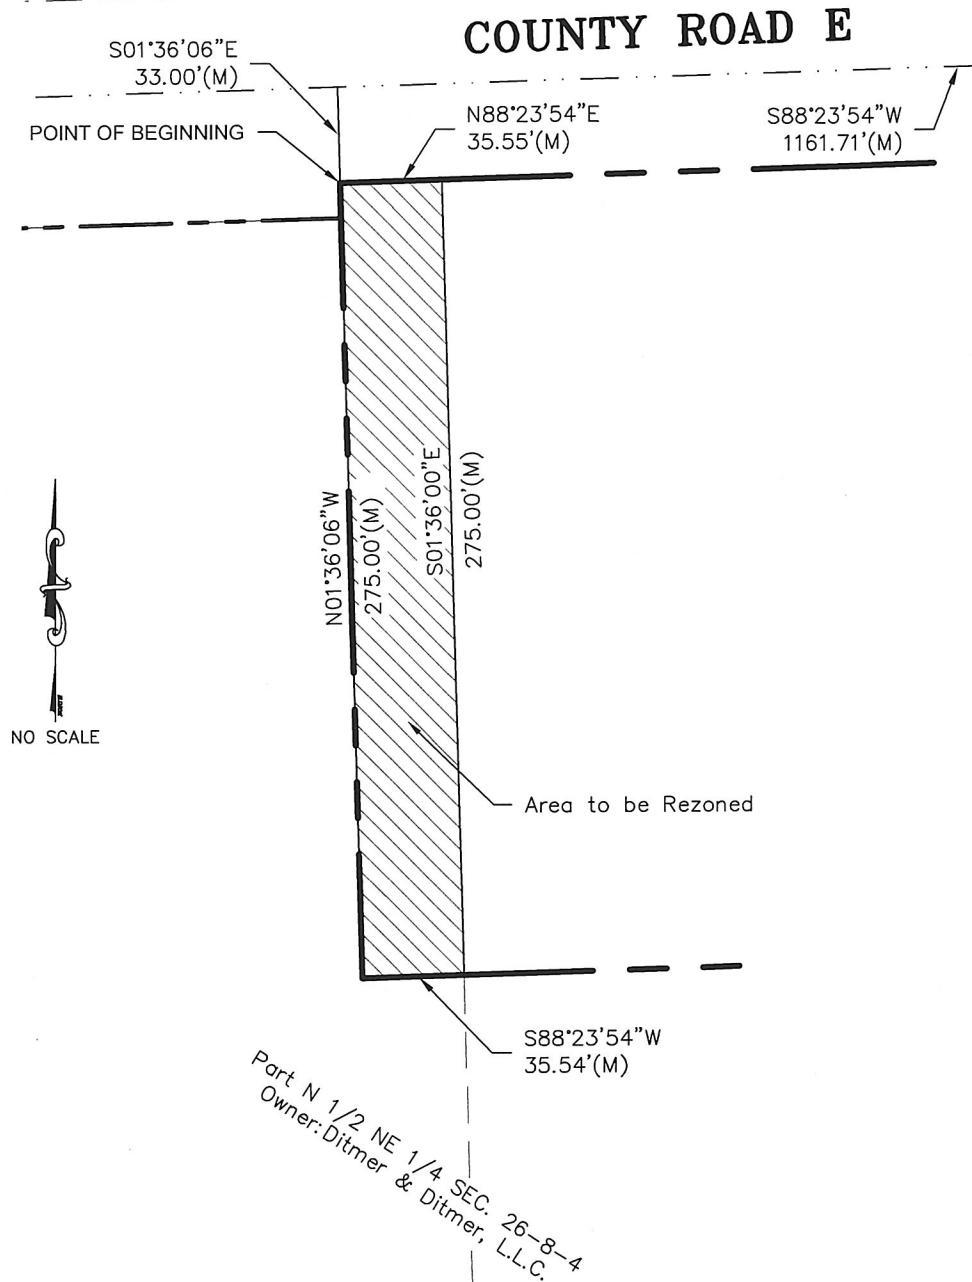 COUNTY ROAD E
S01°36'06"E
33.00'(M)
POINT OF BEGINNING
N88°23'54"E
35.55'(M)
S88°23'54"W
1161.71'(M)
N01°36'06"W
275.00'(M)
S01°36'00"E
275.00'(M)
NORTH
NO SCALE
Area to be Rezoned
S88°23'54"W
35.54'(M)
Part N 1/2 NE 1/4 SEC. 26-8-4
Owner: Ditmer & Ditmer, L.L.C.